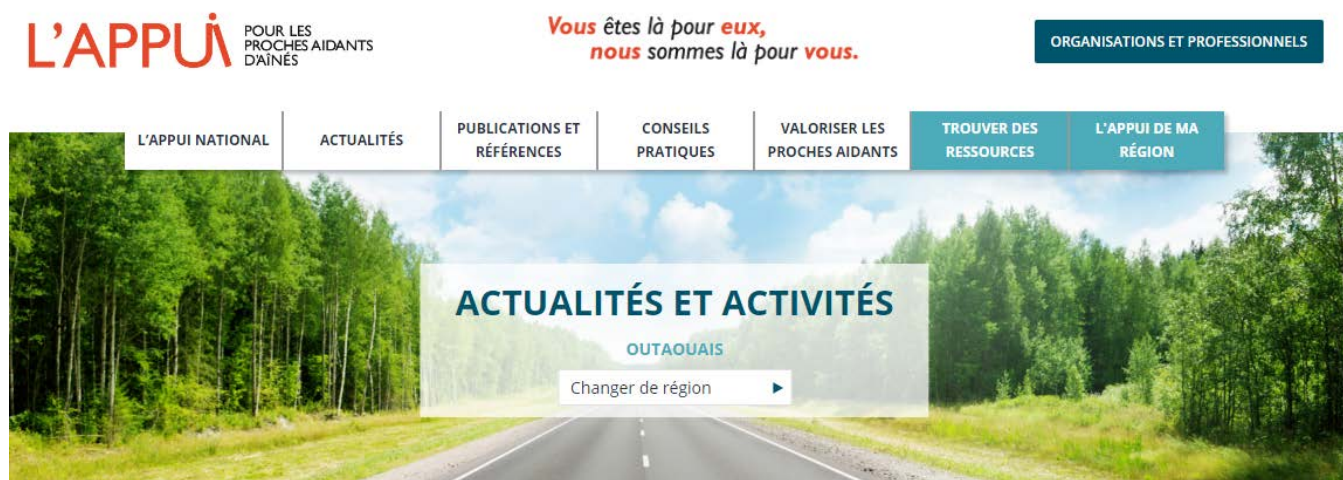 L'APPUI POUR LES
PROCHES AIDANTS
D'AÎNÉS
Vous êtes là pour eux,
nous sommes là pour vous.
ORGANISATIONS ET PROFESSIONNELS
L'APPUI NATIONAL
ACTUALITÉS
PUBLICATIONS ET
RÉFÉRENCES
CONSEILS
PRATIQUES
VALORISER LES
PROCHES AIDANTS
TROUVER DES
RESSOURCES
L'APPUI DE MA
RÉGION
ACTUALITÉS ET ACTIVITÉS
OUTAOUAIS
Changer de région